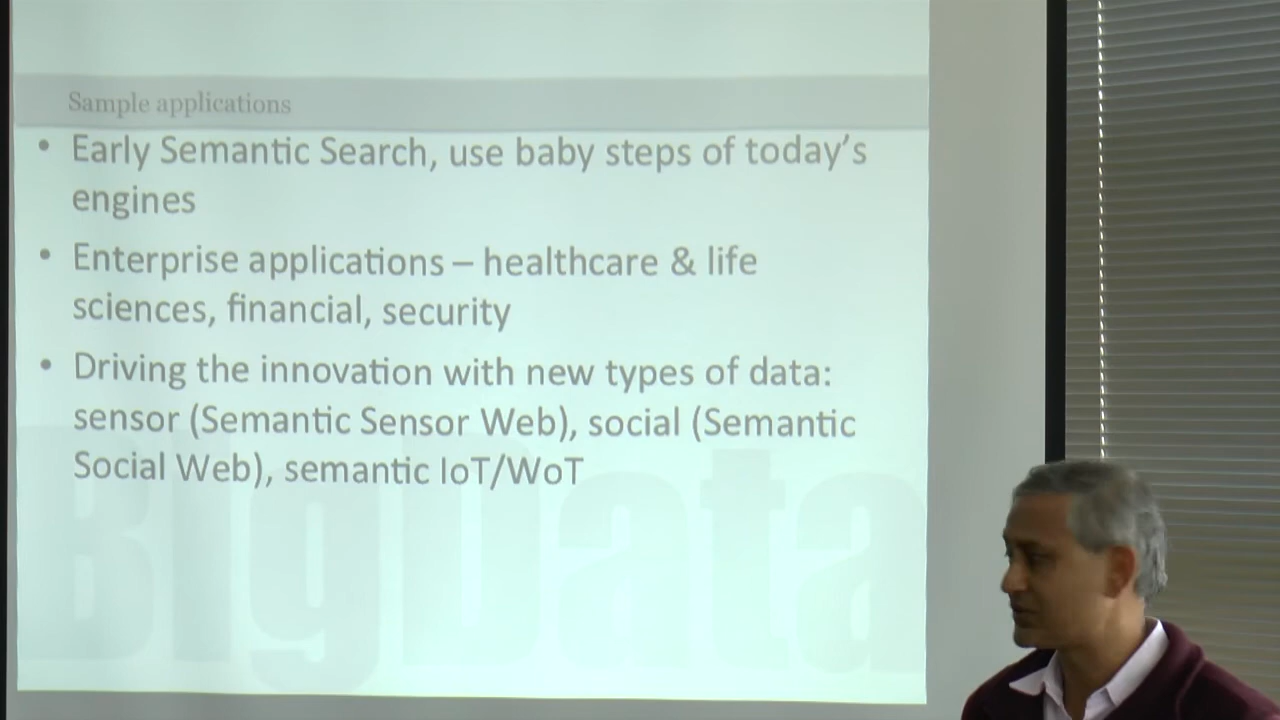 Sample applications
• Early Semantic Search, use baby steps of today's
engines
• Enterprise applications – healthcare & life
sciences, financial, security
• Driving the innovation with new types of data:
sensor (Semantic Sensor Web), social (Semantic
Social Web), semantic IoT/WoT
BigData